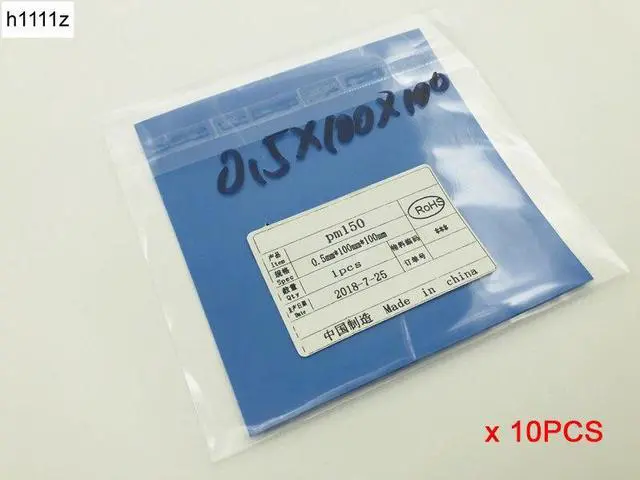 h1111z
0.5X100X100
产品 Item pm150 RoHS
规格 Spec 0.5mm*100mm*100mm 物料编码 ***
数量 Qty 1pcs 订单号
生产日期 Date 2018-7-25
中国制造 Made in china
x 10PCS